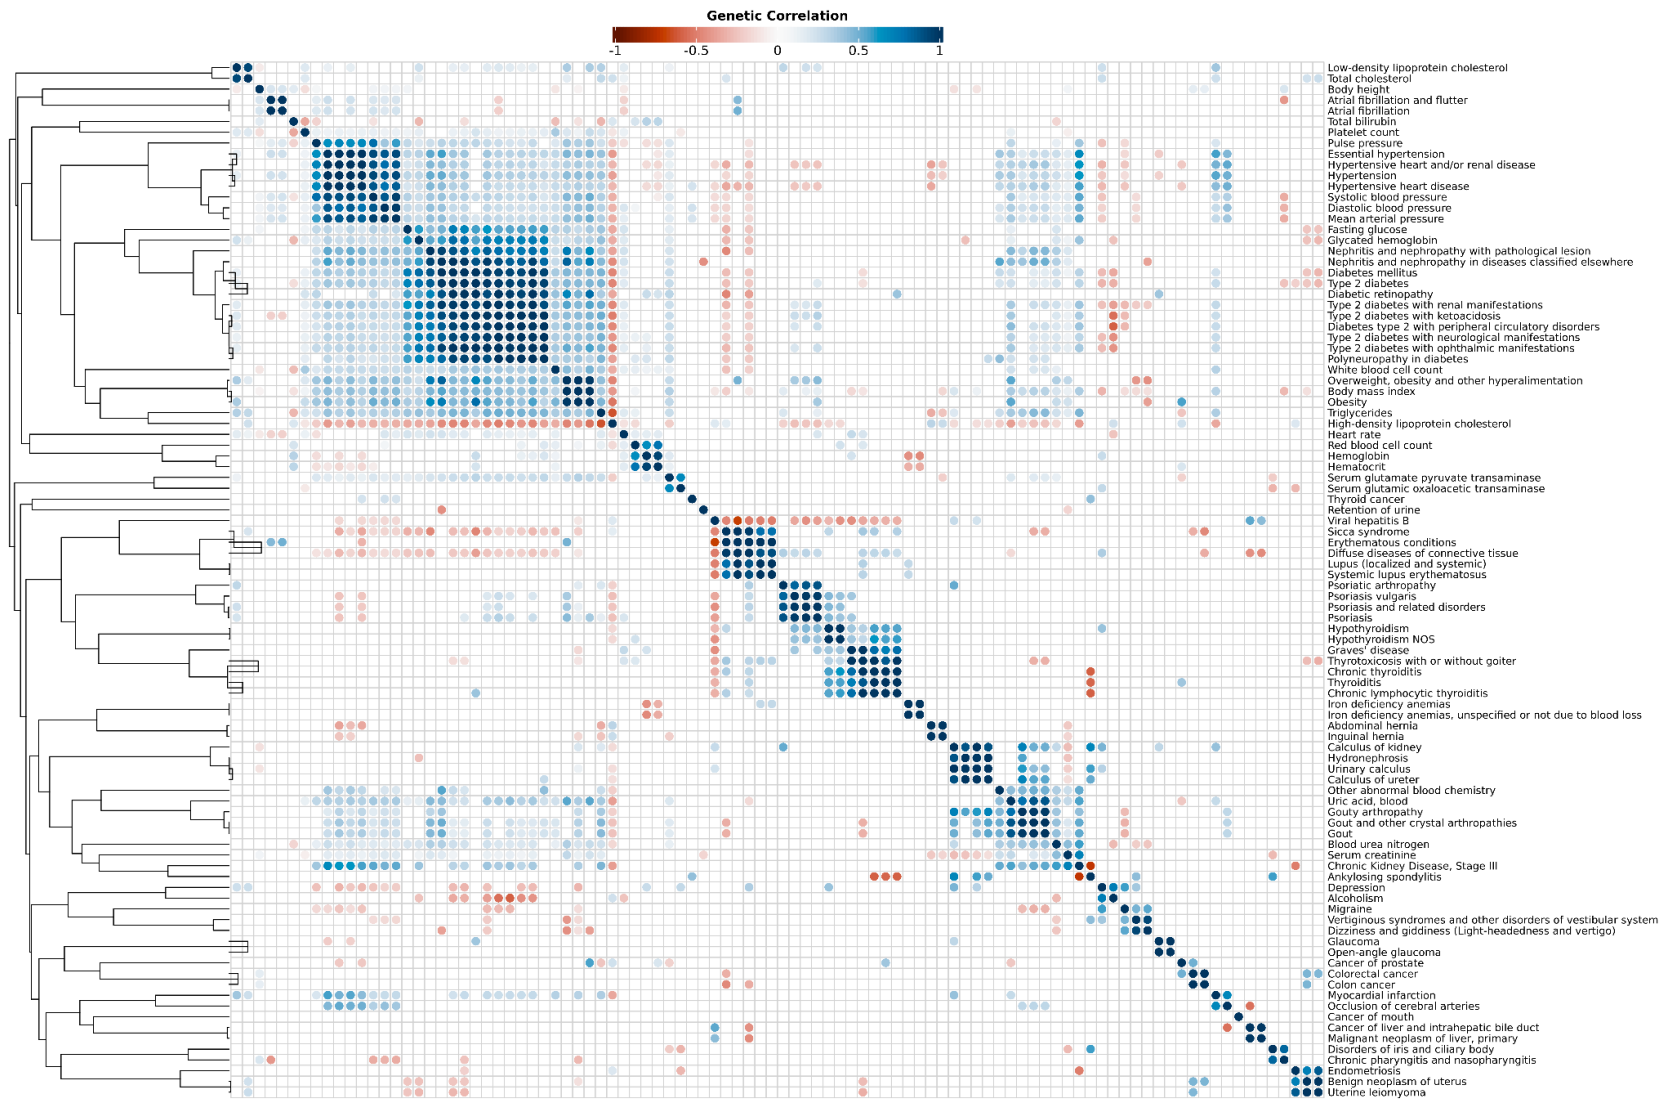 Genetic Correlation
-1 -0.5 0 0.5 1
Low-density lipoprotein cholesterol
Total cholesterol
Body height
Atrial fibrillation and flutter
Atrial fibrillation
Total bilirubin
Platelet count
Pulse pressure
Essential hypertension
Hypertensive heart and/or renal disease
Hypertension
Hypertensive heart disease
Systolic blood pressure
Diastolic blood pressure
Mean arterial pressure
Fasting glucose
Glycated hemoglobin
Nephritis and nephropathy with pathological lesion
Nephritis and nephropathy in diseases classified elsewhere
Diabetes mellitus
Type 2 diabetes
Diabetic retinopathy
Type 2 diabetes with renal manifestations
Type 2 diabetes with ketoacidosis
Diabetes type 2 with peripheral circulatory disorders
Type 2 diabetes with neurological manifestations
Type 2 diabetes with ophthalmic manifestations
Polyneuropathy in diabetes
White blood cell count
Overweight, obesity and other hyperalimentation
Body mass index
Obesity
Triglycerides
High-density lipoprotein cholesterol
Heart rate
Red blood cell count
Hemoglobin
Hematocrit
Serum glutamate pyruvate transaminase
Serum glutamic oxaloacetic transaminase
Thyroid cancer
Retention of urine
Viral hepatitis B
Sicca syndrome
Erythematous conditions
Diffuse diseases of connective tissue
Lupus (localized and systemic)
Systemic lupus erythematosus
Psoriatic arthropathy
Psoriasis vulgaris
Psoriasis and related disorders
Psoriasis
Hypothyroidism
Hypothyroidism NOS
Graves' disease
Thyrotoxicosis with or without goiter
Chronic thyroiditis
Thyroiditis
Chronic lymphocytic thyroiditis
Iron deficiency anemias
Iron deficiency anemias, unspecified or not due to blood loss
Abdominal hernia
Inguinal hernia
Calculus of kidney
Hydronephrosis
Urinary calculus
Calculus of ureter
Other abnormal blood chemistry
Uric acid, blood
Gouty arthropathy
Gout and other crystal arthropathies
Gout
Blood urea nitrogen
Serum creatinine
Chronic Kidney Disease, Stage III
Ankylosing spondylitis
Depression
Alcoholism
Migraine
Vertiginous syndromes and other disorders of vestibular system
Dizziness and giddiness (Light-headedness and vertigo)
Glaucoma
Open-angle glaucoma
Cancer of prostate
Colorectal cancer
Colon cancer
Myocardial infarction
Occlusion of cerebral arteries
Cancer of mouth
Cancer of liver and intrahepatic bile duct
Malignant neoplasm of liver, primary
Disorders of iris and ciliary body
Chronic pharyngitis and nasopharyngitis
Endometriosis
Benign neoplasm of uterus
Uterine leiomyoma